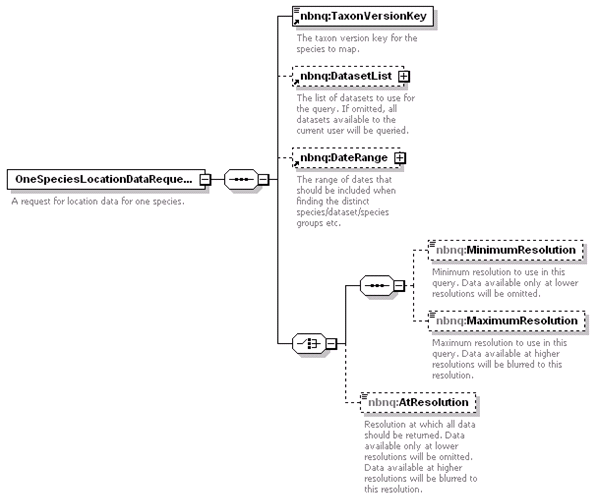 nbnq:TaxonVersionKey
The taxon version key for the
species to map.
nbnq:DatasetList
The list of datasets to use for
the query. If omitted, all
datasets available to the
current user will be queried.
nbnq:DateRange
The range of dates that
should be included when
finding the distinct
species/dataset/species
groups etc.
OneSpeciesLocationDataReque...
A request for location data for one species.
nbnq:MinimumResolution
Minimum resolution to use in this
query. Data available only at lower
resolutions will be omitted.
nbnq:MaximumResolution
Maximum resolution to use in this
query. Data available at higher
resolutions will be blurred to this
resolution.
nbnq:AtResolution
Resolution at which all data
should be returned. Data
available only at lower
resolutions will be omitted.
Data available at higher
resolutions will be blurred to
this resolution.